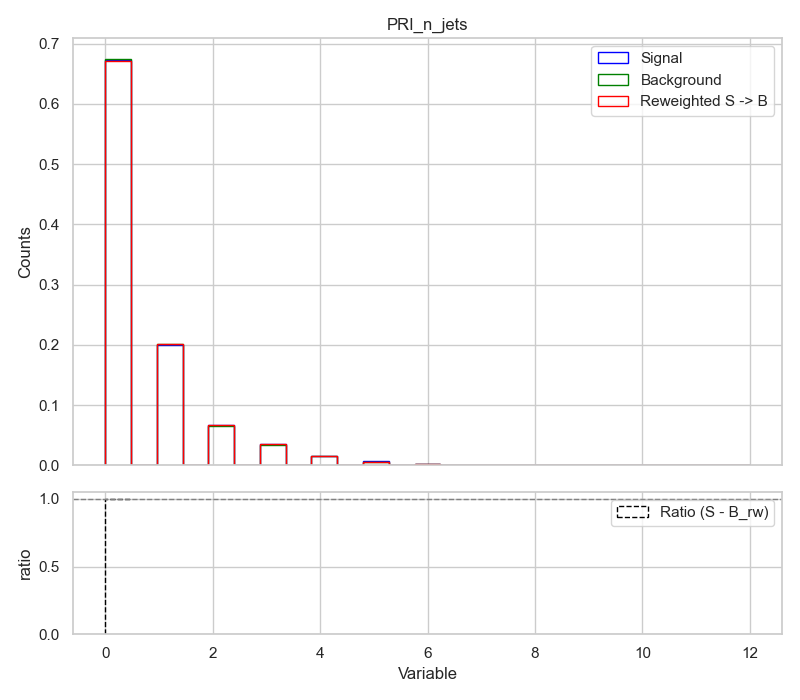 PRI_n_jets
Signal
Background
Reweighted S -> B
Counts
0.7
0.6
0.5
0.4
0.3
0.2
0.1
0.0
Ratio (S - B_rw)
ratio
1.0
0.5
0.0
0 2 4 6 8 10 12
Variable